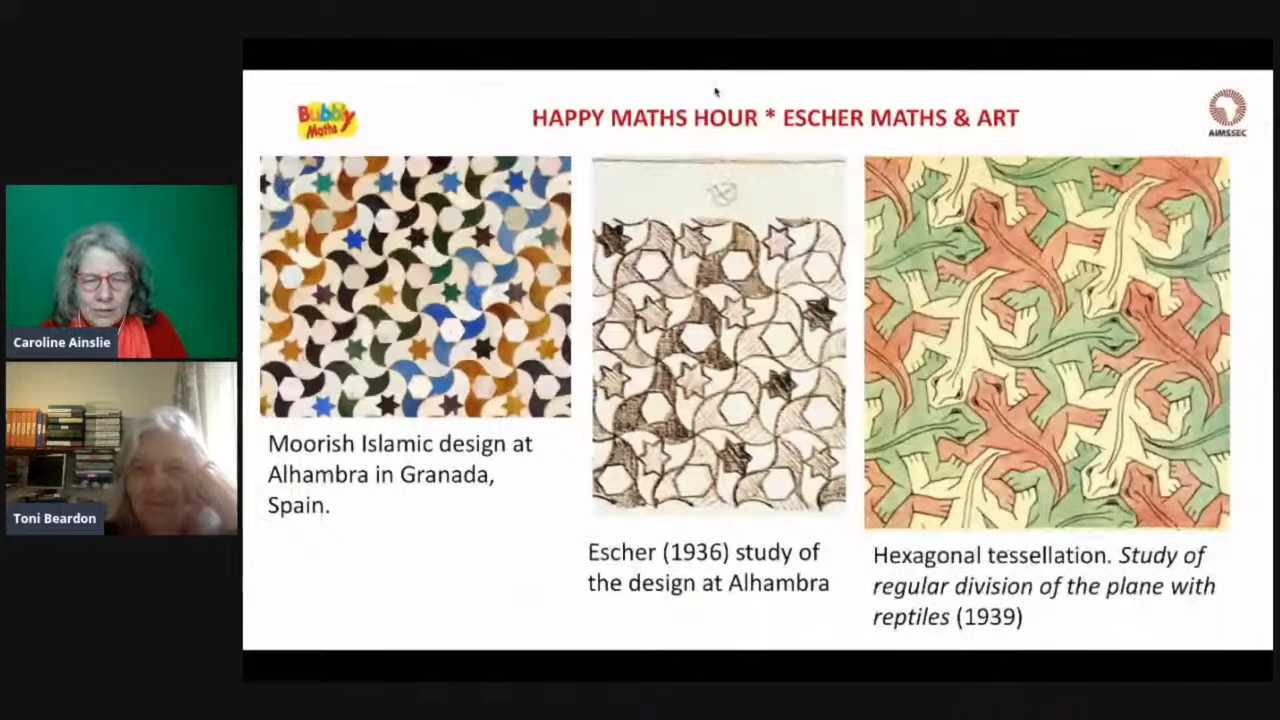 Bubbly
Maths
HAPPY MATHS HOUR * ESCHER MATHS & ART
AIMSSEC
Caroline Ainslie
Toni Beardon
Moorish Islamic design at
Alhambra in Granada,
Spain.
Escher (1936) study of
the design at Alhambra
Hexagonal tessellation. Study of
regular division of the plane with
reptiles (1939)